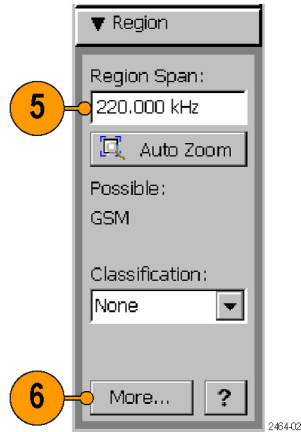 ▼ Region
Region Span:
5
220.000 kHz
Auto Zoom
Possible:
GSM
Classification:
None
6
More...
?
2464-02